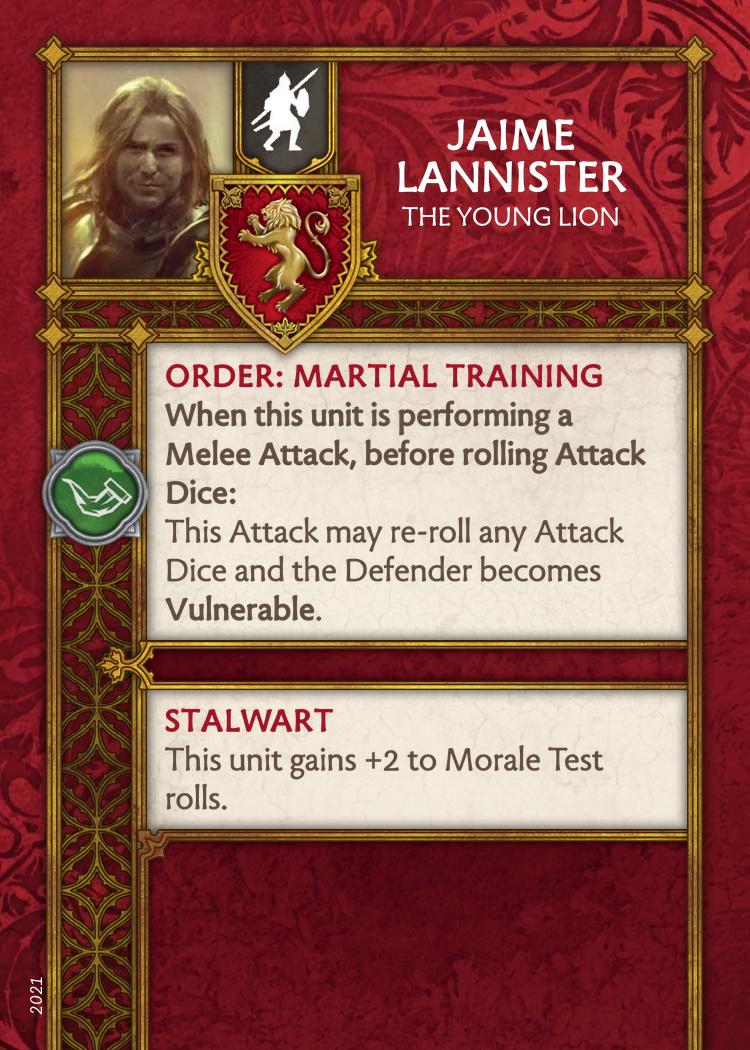 JAIME
LANNISTER
THE YOUNG LION
ORDER: MARTIAL TRAINING
When this unit is performing a
Melee Attack, before rolling Attack
Dice:
This Attack may re-roll any Attack
Dice and the Defender becomes
Vulnerable.
STALWART
This unit gains +2 to Morale Test
rolls.
2021